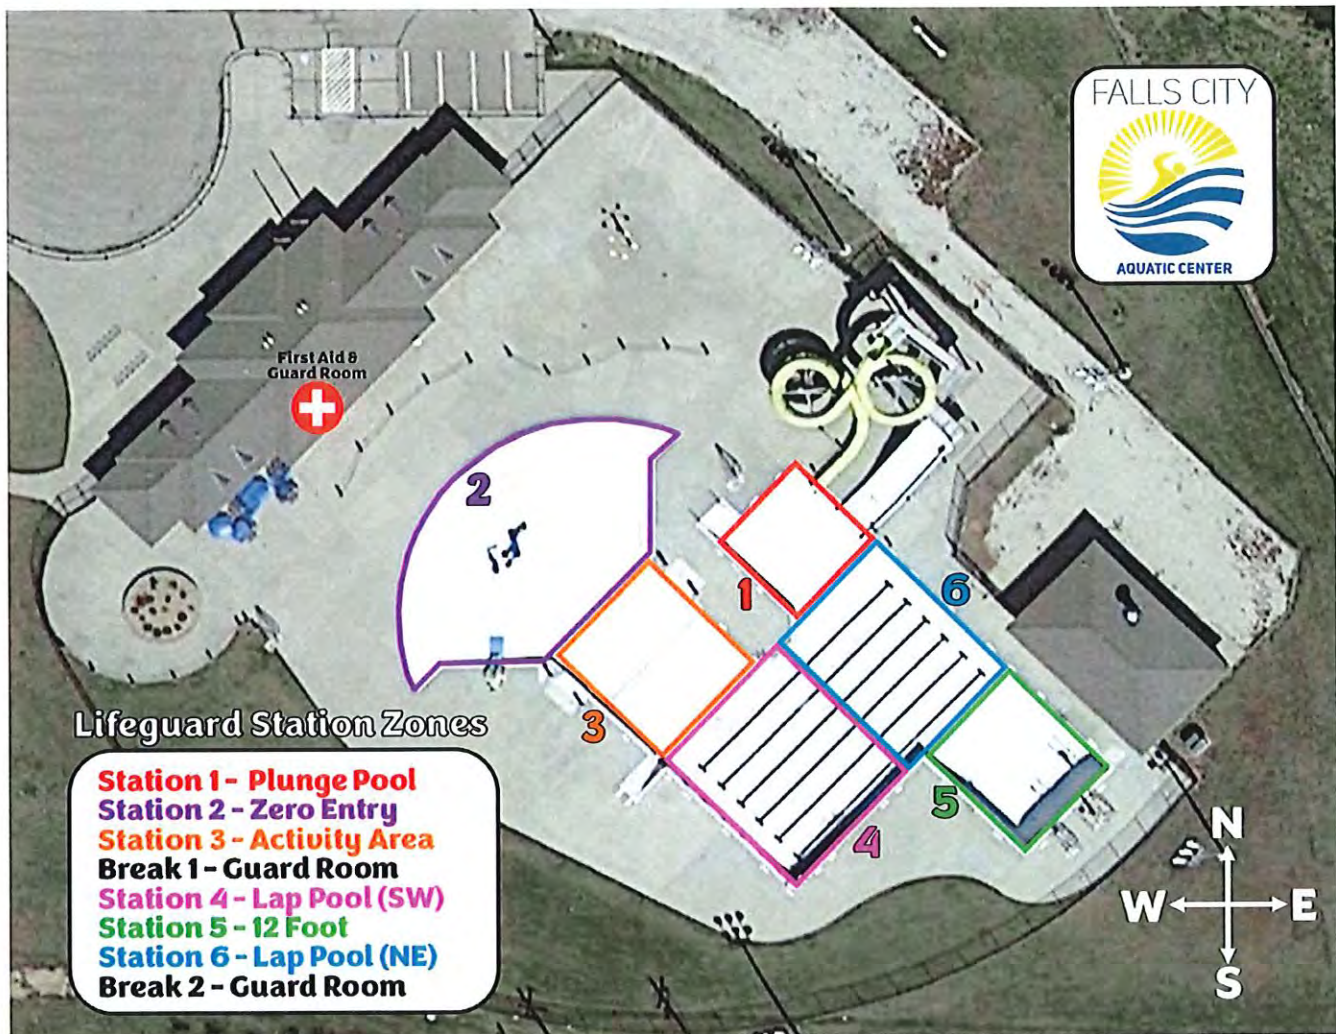 FALLS CITY
AQUATIC CENTER
First Aid &
Guard Room
2
1
6
3
5
4
Lifeguard Station Zones
Station 1 - Plunge Pool
Station 2 - Zero Entry
Station 3 - Activity Area
Break 1 - Guard Room
Station 4 - Lap Pool (SW)
Station 5 - 12 Foot
Station 6 - Lap Pool (NE)
Break 2 - Guard Room
N
W E
S